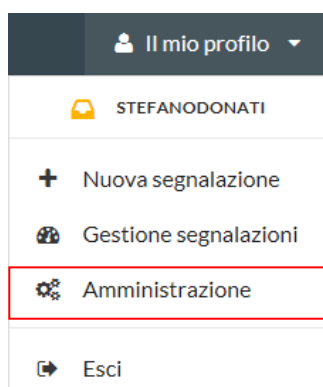 Il mio profilo
STEFANODONATI
Nuova segnalazione
Gestione segnalazioni
Amministrazione
Esci